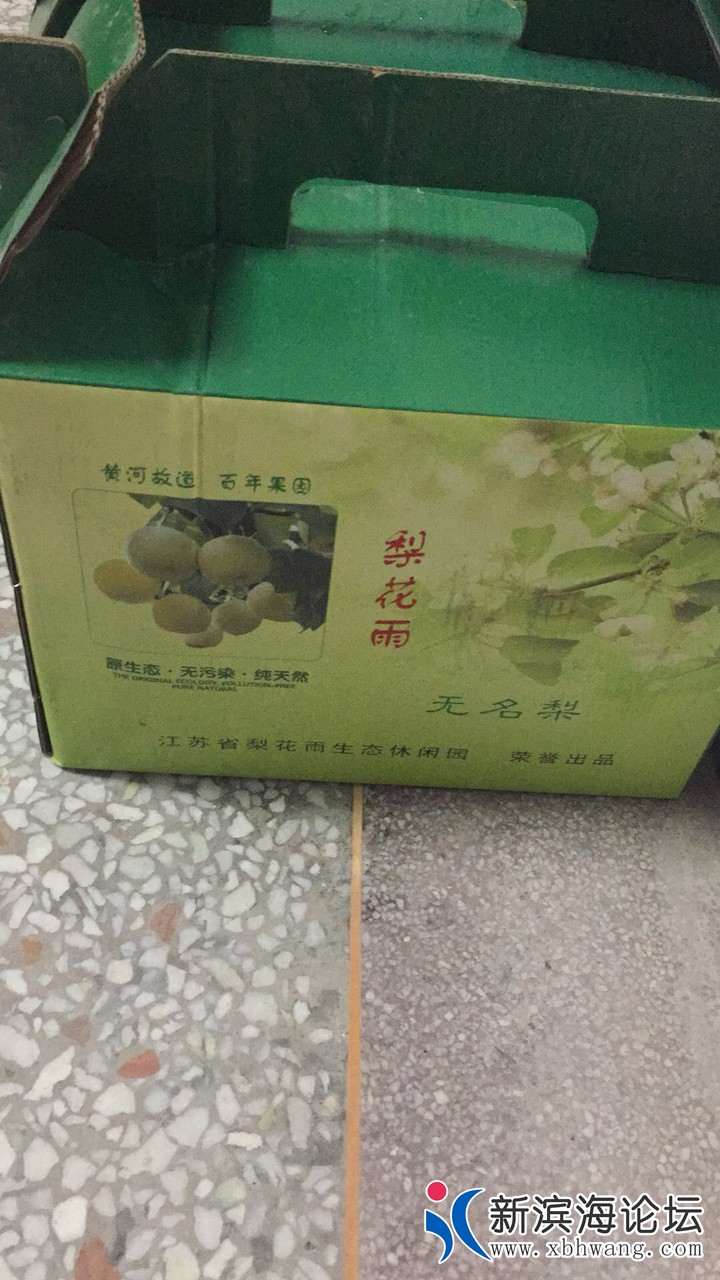 黄河故道 百年果园
梨花雨
原生态·无污染·纯天然
THE ORIGINAL ECOLOGY, POLLUTION-FREE
PURE NATURAL
无名梨
江苏省梨花雨生态休闲园 荣誉出品
新滨海论坛
www.xbhwang.com